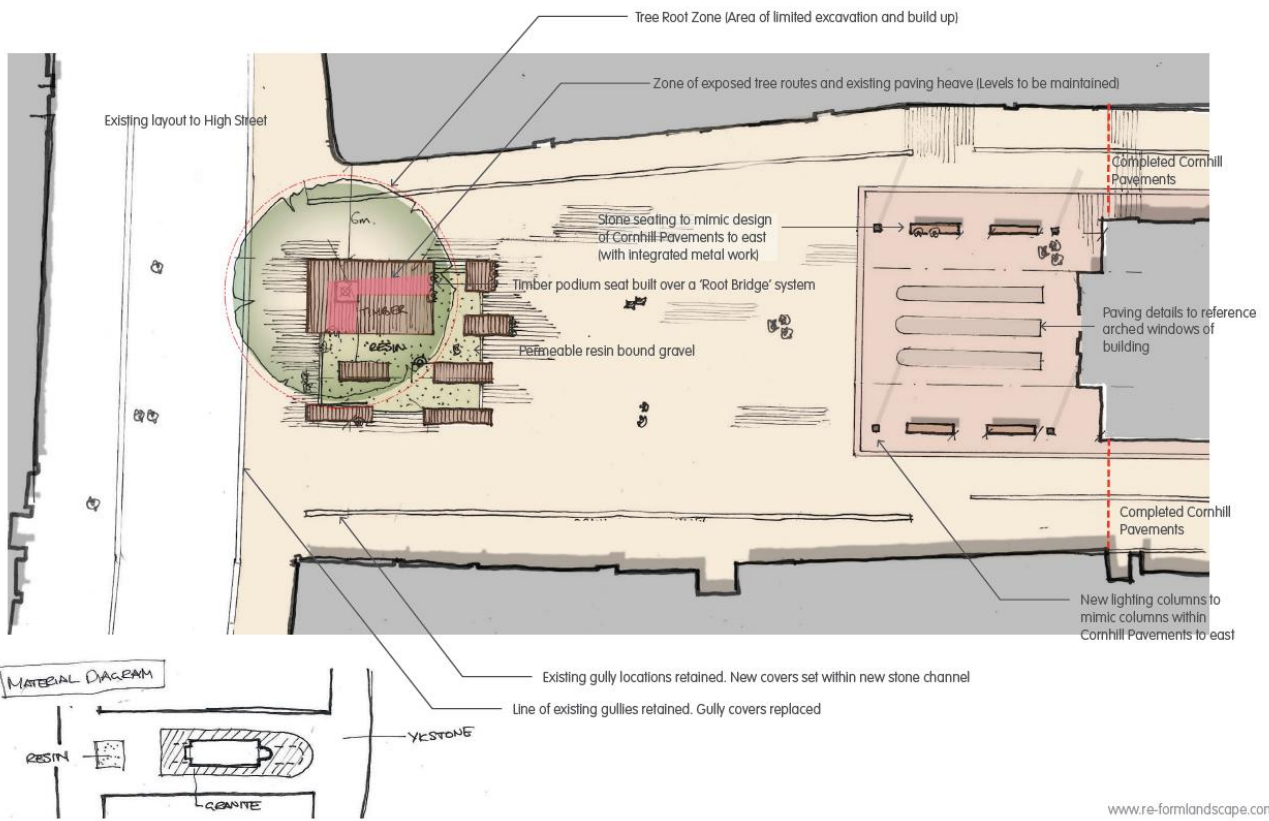 Tree Root Zone (Area of limited excavation and build up)
Zone of exposed tree routes and existing paving heave (Levels to be maintained)
Existing layout to High Street
Completed Cornhill
Pavements
6m.
Stone seating to mimic design
of Cornhill Pavements to east
(with integrated metal work)
Timber podium seat built over a 'Root Bridge' system
TIMBER
Paving details to reference
arched windows of
building
RESIN
Permeable resin bound gravel
Completed Cornhill
Pavements
New lighting columns to
mimic columns within
Cornhill Pavements to east
Existing gully locations retained. New covers set within new stone channel
Line of existing gullies retained. Gully covers replaced
MATERIAL DIAGRAM
RESIN
YKSTONE
GRANITE
www.re-formlandscape.com